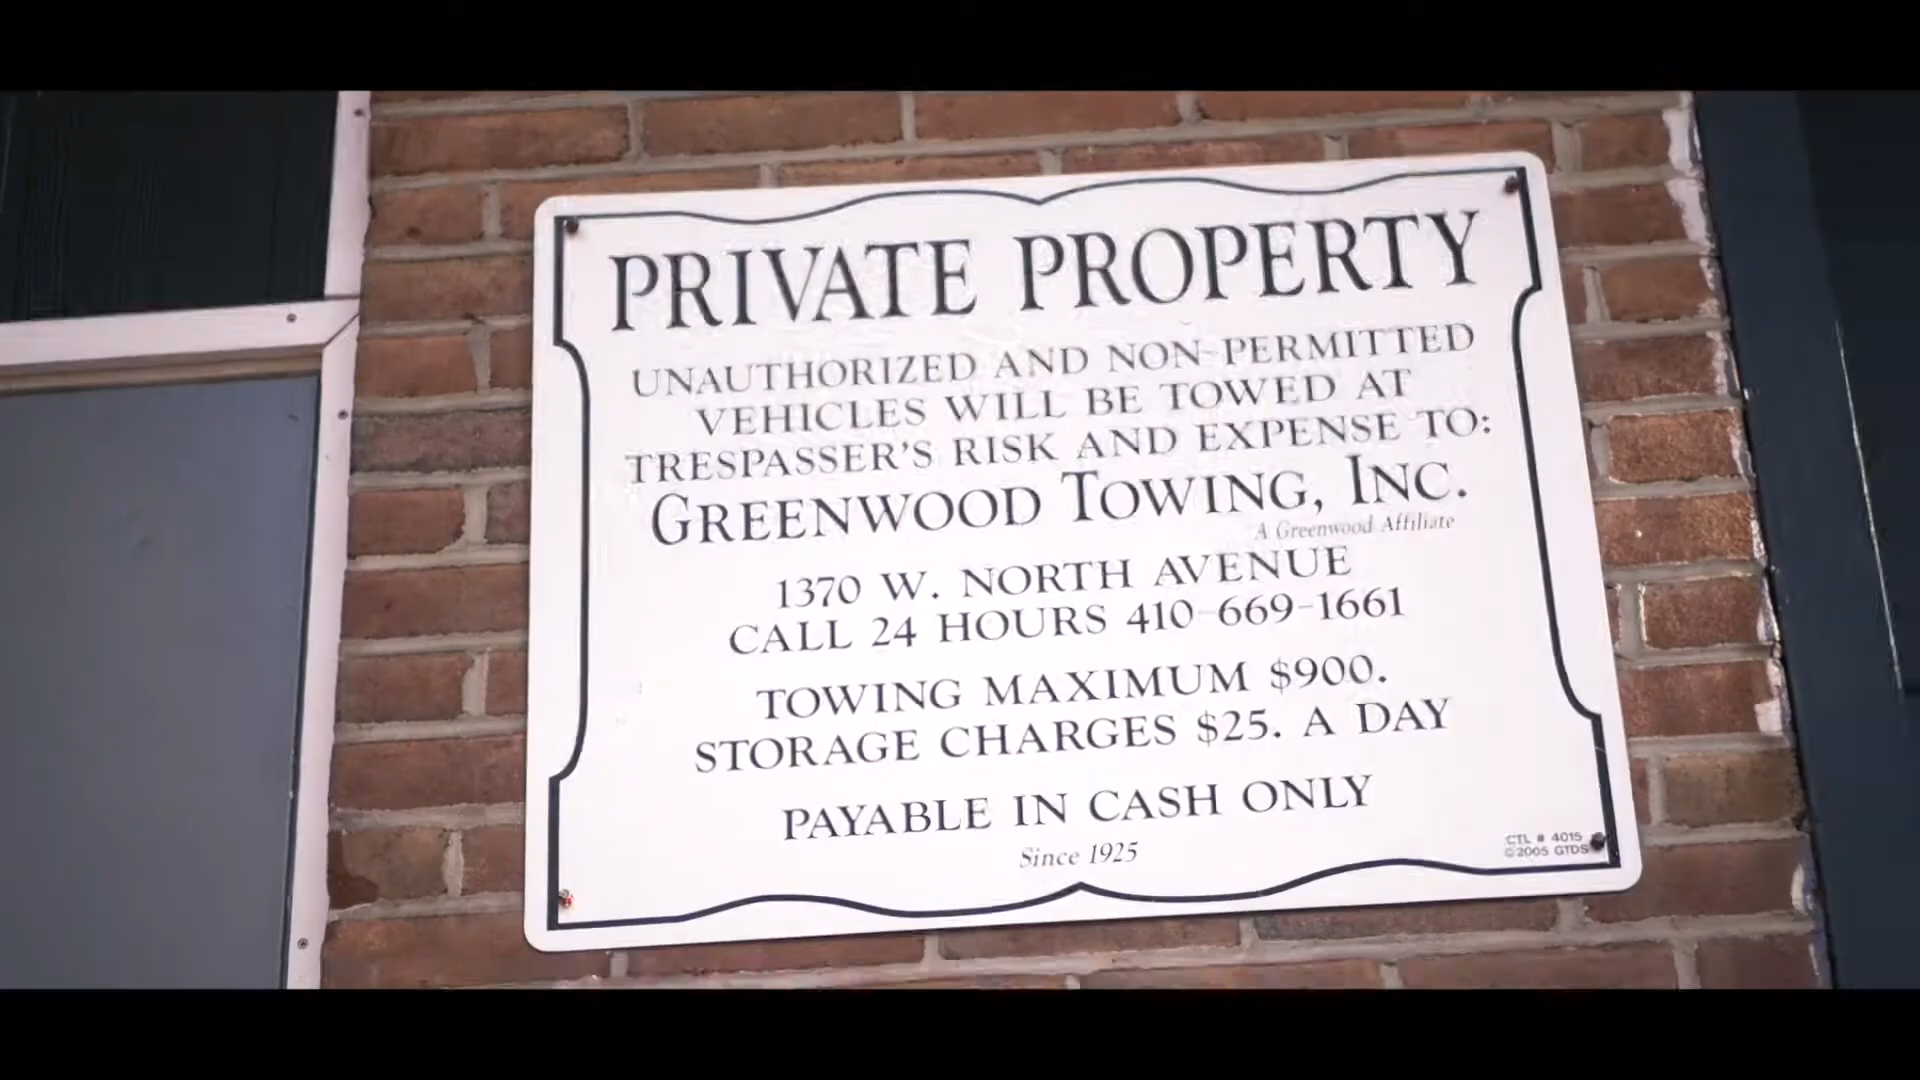 PRIVATE PROPERTY
UNAUTHORIZED AND NON-PERMITTED
VEHICLES WILL BE TOWED AT
TRESPASSER'S RISK AND EXPENSE TO:
GREENWOOD TOWING, INC.
A Greenwood Affiliate
1370 W. NORTH AVENUE
CALL 24 HOURS 410-669-1661
TOWING MAXIMUM $900.
STORAGE CHARGES $25. A DAY
PAYABLE IN CASH ONLY
Since 1925
CTL # 4015
©2005 GTDS